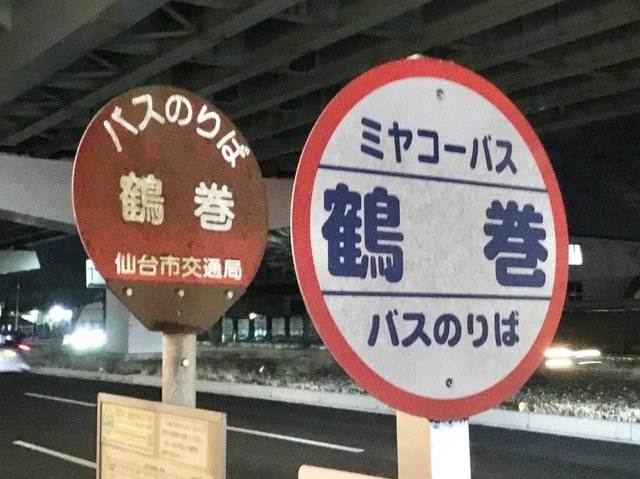 バスのりば
鶴巻
仙台市交通局
ミヤコーバス
鶴巻
バスのりば